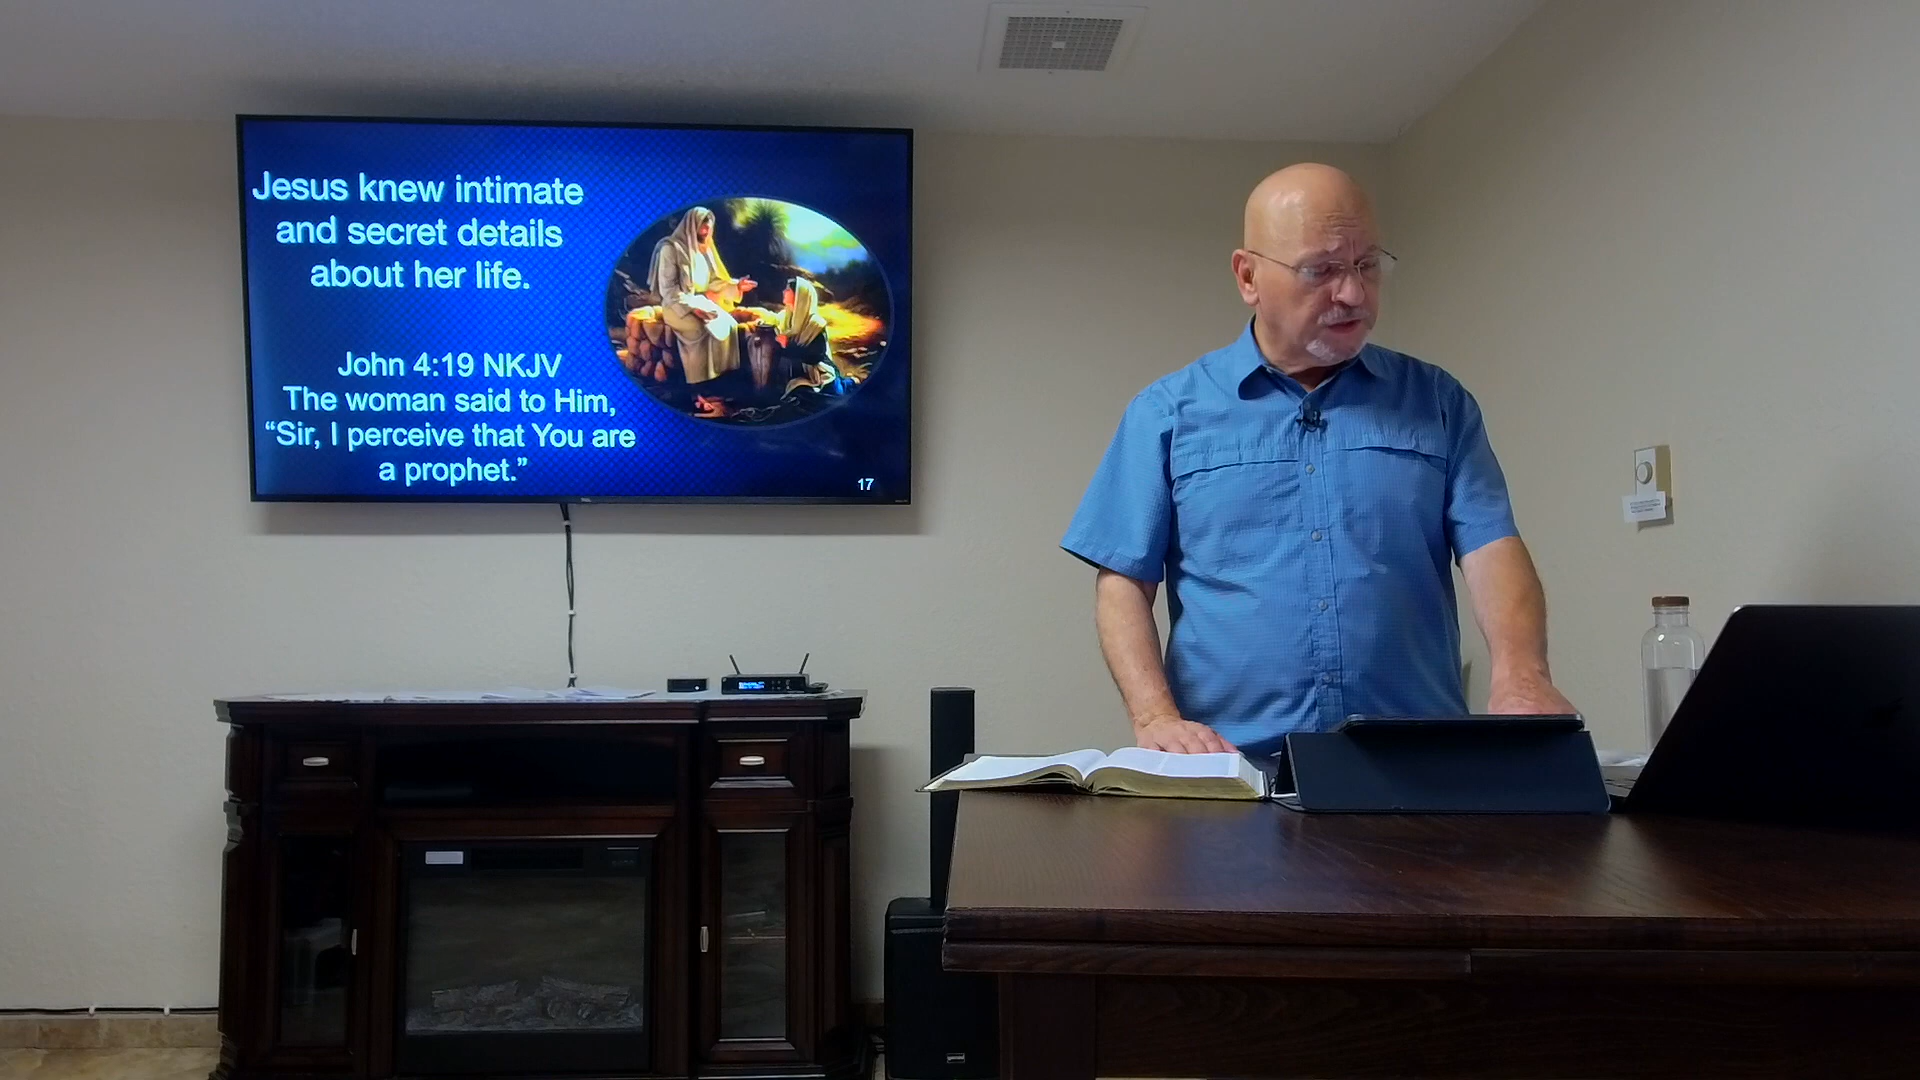 Jesus knew intimate
and secret details
about her life.
John 4:19 NKJV
The woman said to Him,
“Sir, I perceive that You are
a prophet.”
17